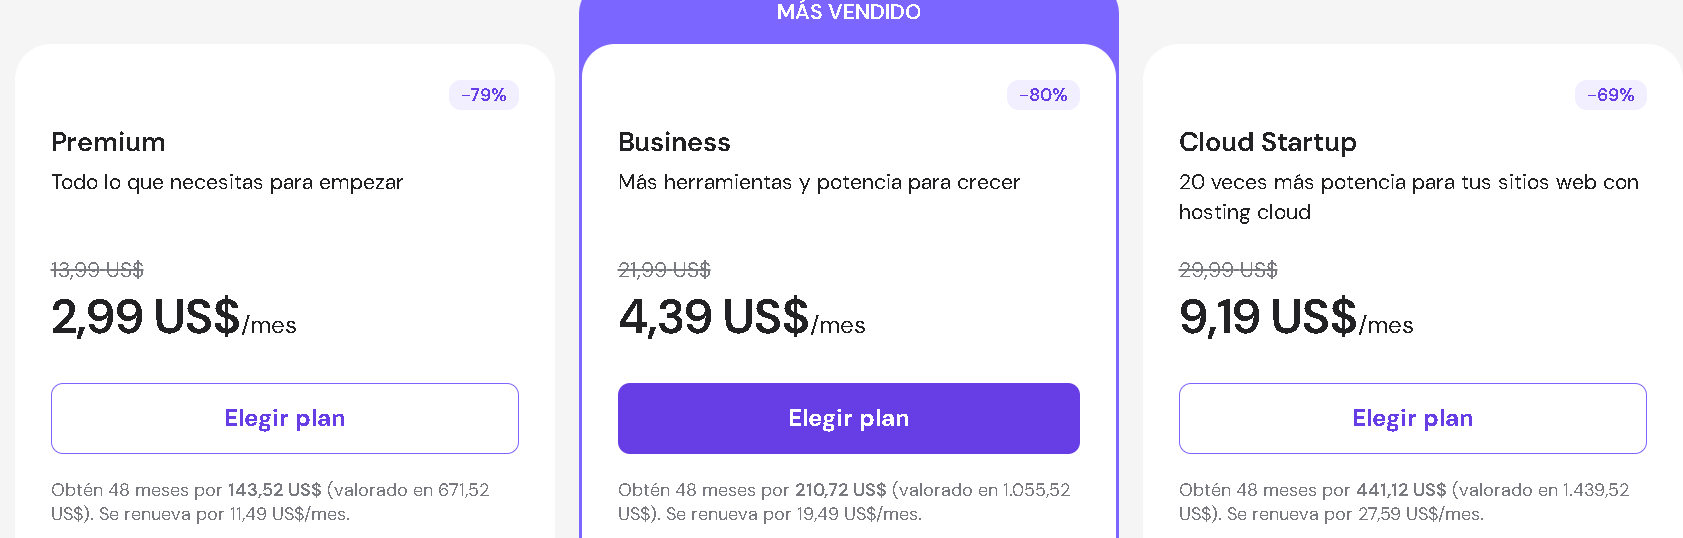 MÁS VENDIDO
-79%
Premium
Todo lo que necesitas para empezar
13,99 US$
2,99 US$/mes
Elegir plan
Obtén 48 meses por 143,52 US$ (valorado en 671,52
US$). Se renueva por 11,49 US$/mes.
-80%
Business
Más herramientas y potencia para crecer
21,99 US$
4,39 US$/mes
Elegir plan
Obtén 48 meses por 210,72 US$ (valorado en 1.055,52
US$). Se renueva por 19,49 US$/mes.
-69%
Cloud Startup
20 veces más potencia para tus sitios web con
hosting cloud
29,99 US$
9,19 US$/mes
Elegir plan
Obtén 48 meses por 441,12 US$ (valorado en 1.439,52
US$). Se renueva por 27,59 US$/mes.